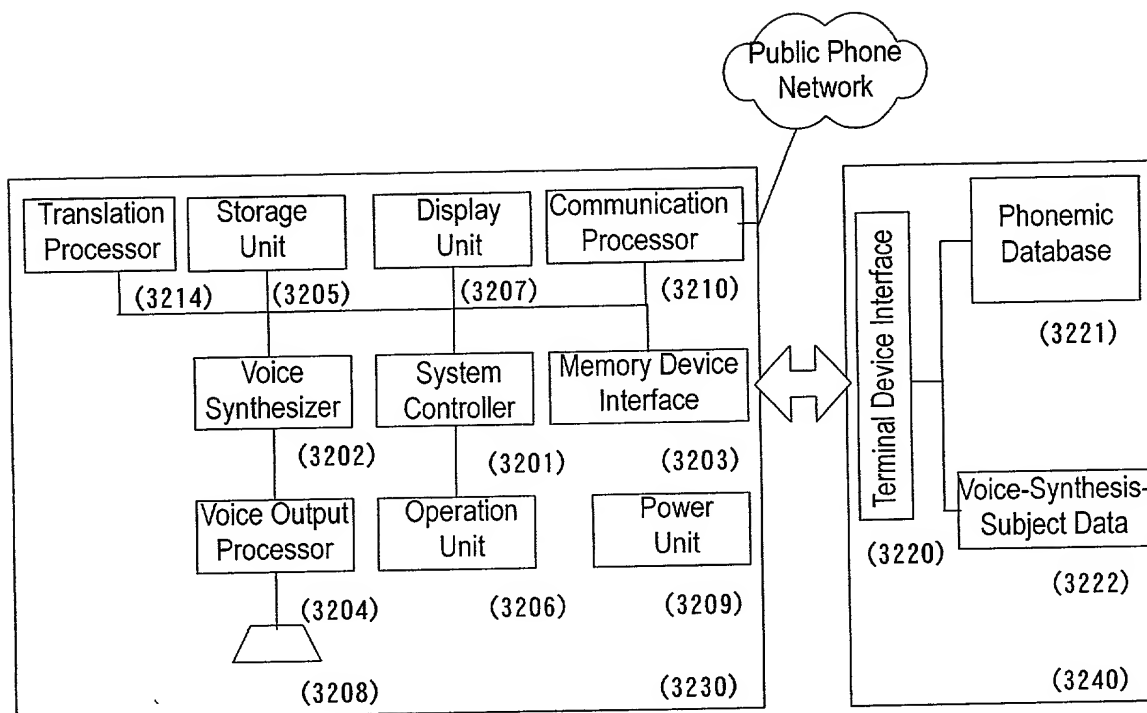 Public Phone
Network
Translation
Processor
(3214)
Storage
Unit
(3205)
Display
Unit
(3207)
Communication
Processor
(3210)
Voice
Synthesizer
(3202)
System
Controller
(3201)
Memory Device
Interface
(3203)
Voice Output
Processor
(3204)
Operation
Unit
(3206)
Power
Unit
(3209)
(3208)
(3230)
Terminal Device Interface
(3220)
Phonemic
Database
(3221)
Voice-Synthesis-
Subject Data
(3222)
(3240)